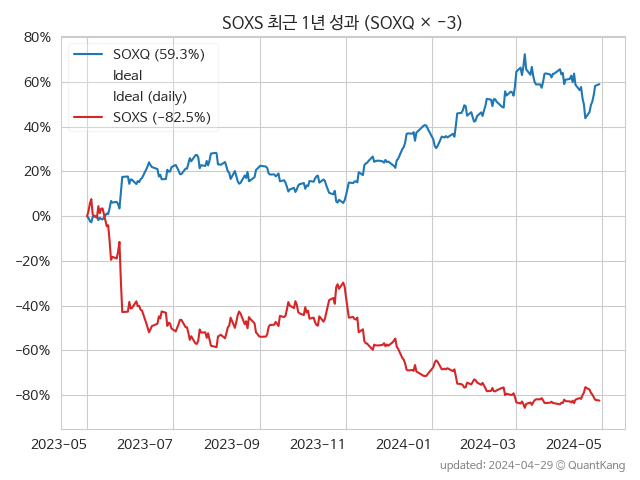 SOXS 최근 1년 성과 (SOXQ × −3)
80%
60%
40%
20%
0%
−20%
−40%
−60%
−80%
SOXQ (59.3%)
Ideal
Ideal (daily)
SOXS (−82.5%)
2023−05
2023−07
2023−09
2023−11
2024−01
2024−03
2024−05
updated: 2024−04−29 © QuantKang